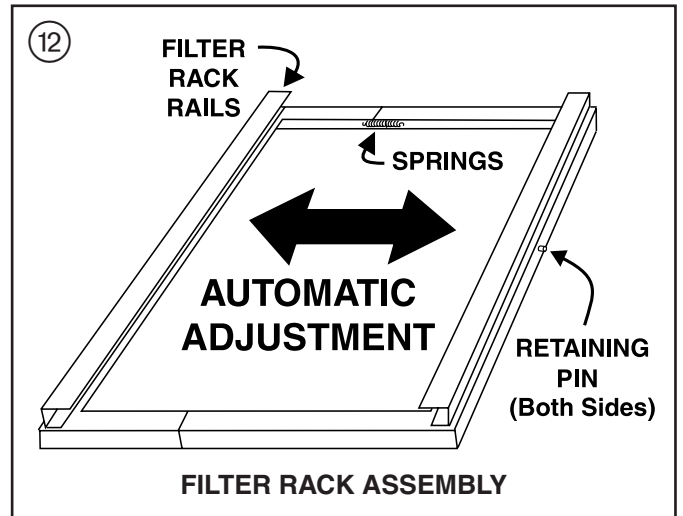 12
FILTER
RACK
RAILS
SPRINGS
AUTOMATIC
ADJUSTMENT
RETAINING
PIN
(Both Sides)
FILTER RACK ASSEMBLY